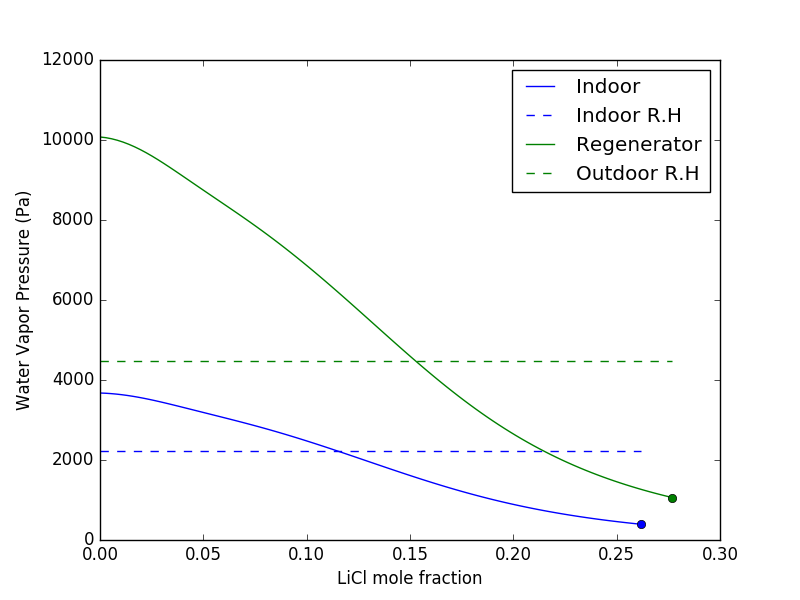 12000
10000
8000
6000
4000
2000
0
Water Vapor Pressure (Pa)
Indoor
Indoor R.H
Regenerator
Outdoor R.H
0.00 0.05 0.10 0.15 0.20 0.25 0.30
LiCl mole fraction